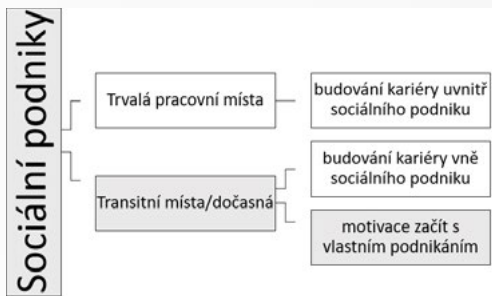 Sociální podniky
Trvalá pracovní místa
budování kariéry uvnitř
sociálního podniku
Transitní místa/dočasná
budování kariéry vně
sociálního podniku
motivace začít s
vlastním podnikáním